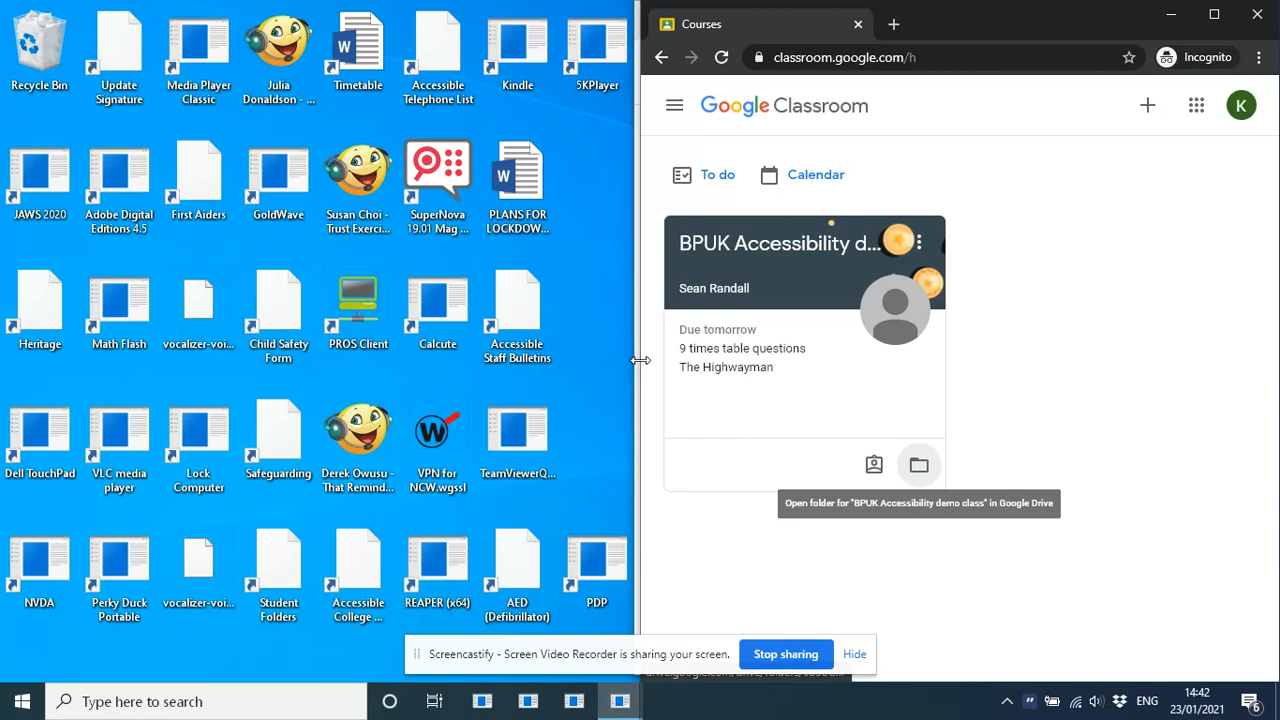 Recycle Bin
Update
Signature
Media Player
Classic
Julia
Donaldson - ...
Timetable
Accessible
Telephone List
Kindle
5KPlayer
JAWS 2020
Adobe Digital
Editions 4.5
First Aiders
GoldWave
Susan Choi -
Trust Exerci...
SuperNova
19.01 Mag ...
PLANS FOR
LOCKDOW...
Heritage
Math Flash
vocalizer-voi...
Child Safety
Form
PROS Client
Calcute
Accessible
Staff Bulletins
Dell TouchPad
VLC media
player
Lock
Computer
Safeguarding
Derek Owusu -
That Remind...
W
VPN for
NCW.wgssl
TeamViewerQ...
NVDA
Perky Duck
Portable
vocalizer-voi...
Student
Folders
Accessible
College ...
REAPER (x64)
AED
(Defibrillator)
PDP
Courses
classroom.google.com/h
Incognito
Google Classroom
K
To do
Calendar
BPUK Accessibility d...
Sean Randall
Due tomorrow
9 times table questions
The Highwayman
Open folder for "BPUK Accessibility demo class" in Google Drive
Screencastify - Screen Video Recorder is sharing your screen.
Stop sharing
Hide
Type here to search
ENG
14:42
23/01/2021
6